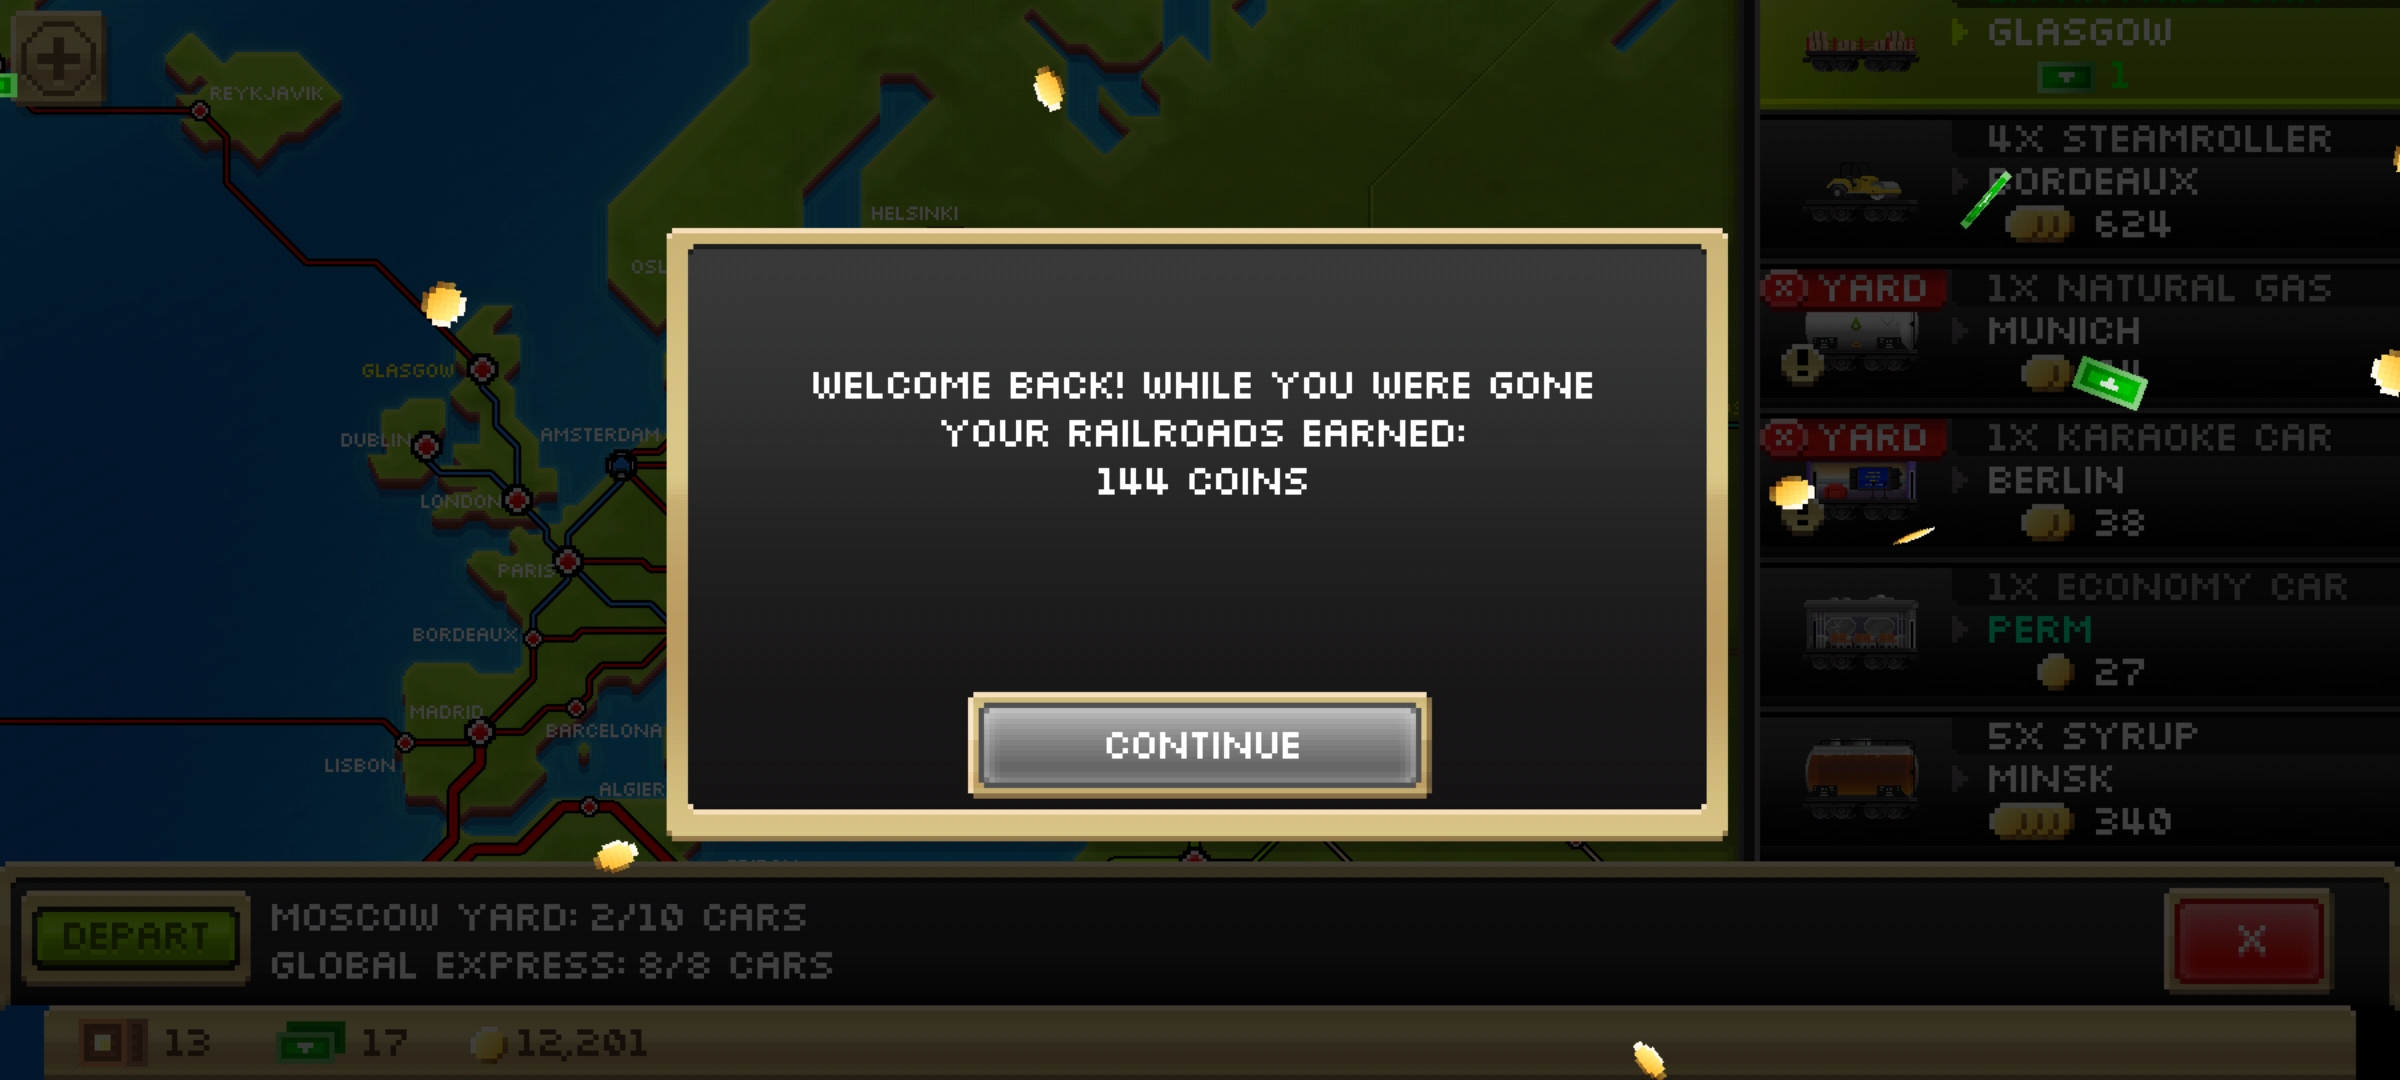 REYKJAVIK
HELSINKI
GLASGOW
DUBLIN
AMSTERDAM
LONDON
PARIS
BORDEAUX
MADRID
BARCELONA
LISBON
WELCOME BACK! WHILE YOU WERE GONE
YOUR RAILROADS EARNED:
144 COINS
CONTINUE
GLASGOW
1
4X STEAMROLLER
BORDEAUX
624
YARD
1X NATURAL GAS
MUNICH
YARD
1X KARAOKE CAR
BERLIN
38
1X ECONOMY CAR
PERM
27
5X SYRUP
MINSK
340
DEPART
MOSCOW YARD: 2/10 CARS
GLOBAL EXPRESS: 8/8 CARS
X
13
17
12,201